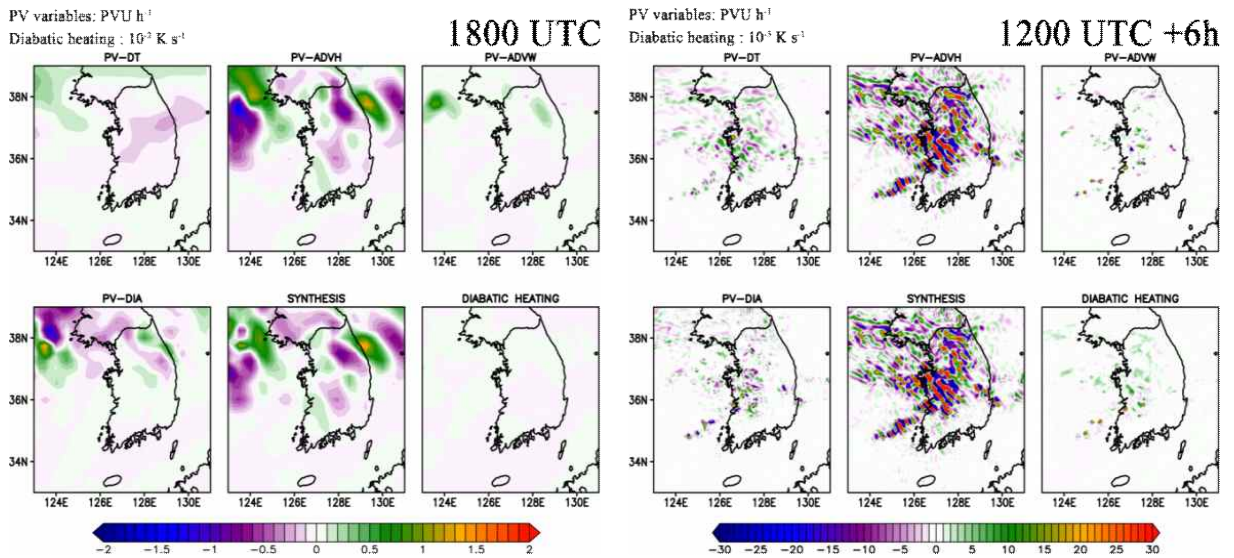 PV variables: PVU h⁻¹
Diabatic heating : 10⁻² K s⁻¹
1800 UTC
PV-DT PV-ADVH PV-ADVW
38N
36N
34N
124E 126E 128E 130E 124E 126E 128E 130E 124E 126E 128E 130E
PV-DIA SYNTHESIS DIABATIC HEATING
38N
36N
34N
124E 126E 128E 130E 124E 126E 128E 130E 124E 126E 128E 130E
−2 −1.5 −1 −0.5 0 0.5 1 1.5 2
PV variables: PVU h⁻¹
Diabatic heating : 10⁻⁵ K s⁻¹
1200 UTC +6h
PV-DT PV-ADVH PV-ADVW
38N
36N
34N
124E 126E 128E 130E 124E 126E 128E 130E 124E 126E 128E 130E
PV-DIA SYNTHESIS DIABATIC HEATING
38N
36N
34N
124E 126E 128E 130E 124E 126E 128E 130E 124E 126E 128E 130E
−30 −25 −20 −15 −10 −5 0 5 10 15 20 25 30